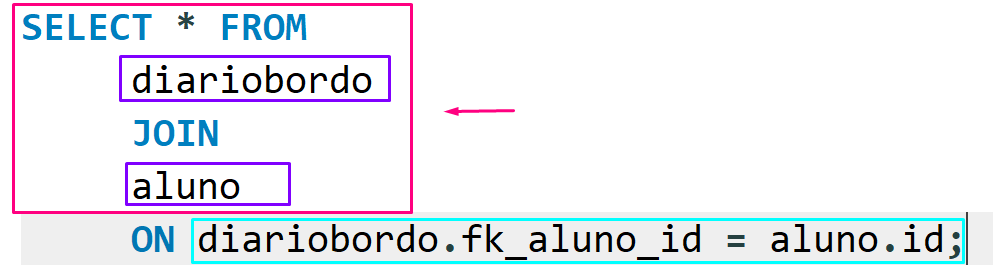 SELECT * FROM
diariobordo
JOIN
aluno
ON diariobordo.fk_aluno_id = aluno.id;